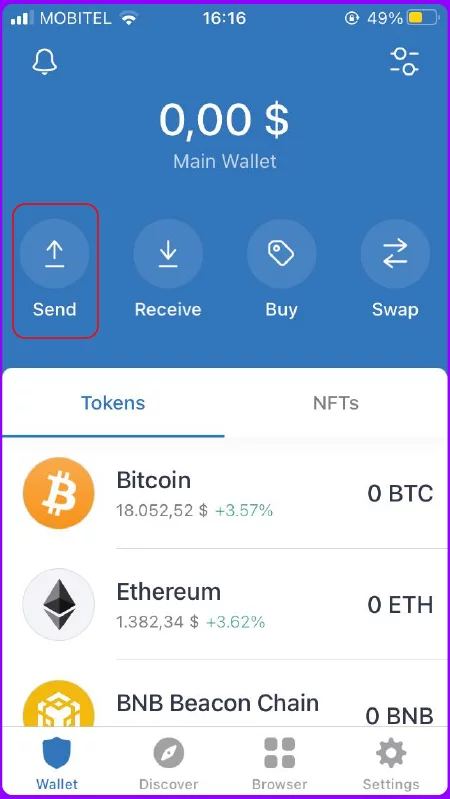 MOBITEL 16:16 49%
0,00 $
Main Wallet
Send Receive Buy Swap
Tokens NFTs
Bitcoin 0 BTC
18.052,52 $ +3.57%
Ethereum 0 ETH
1.382,34 $ +3.62%
BNB Beacon Chain 0 BNB
Wallet Discover Browser Settings